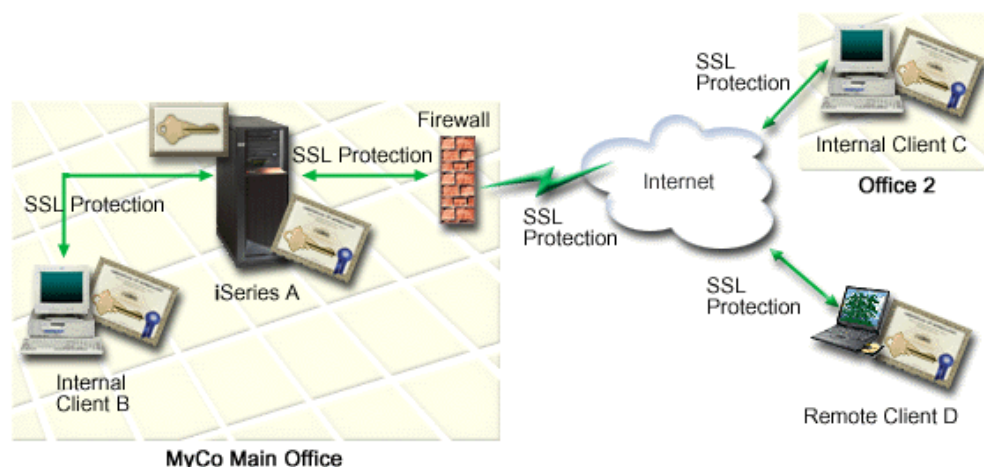 SSL
Protection
Internal Client C
Office 2
Firewall
SSL Protection
SSL Protection
Internet
SSL
Protection
iSeries A
SSL
Protection
Internal
Client B
Remote Client D
MyCo Main Office